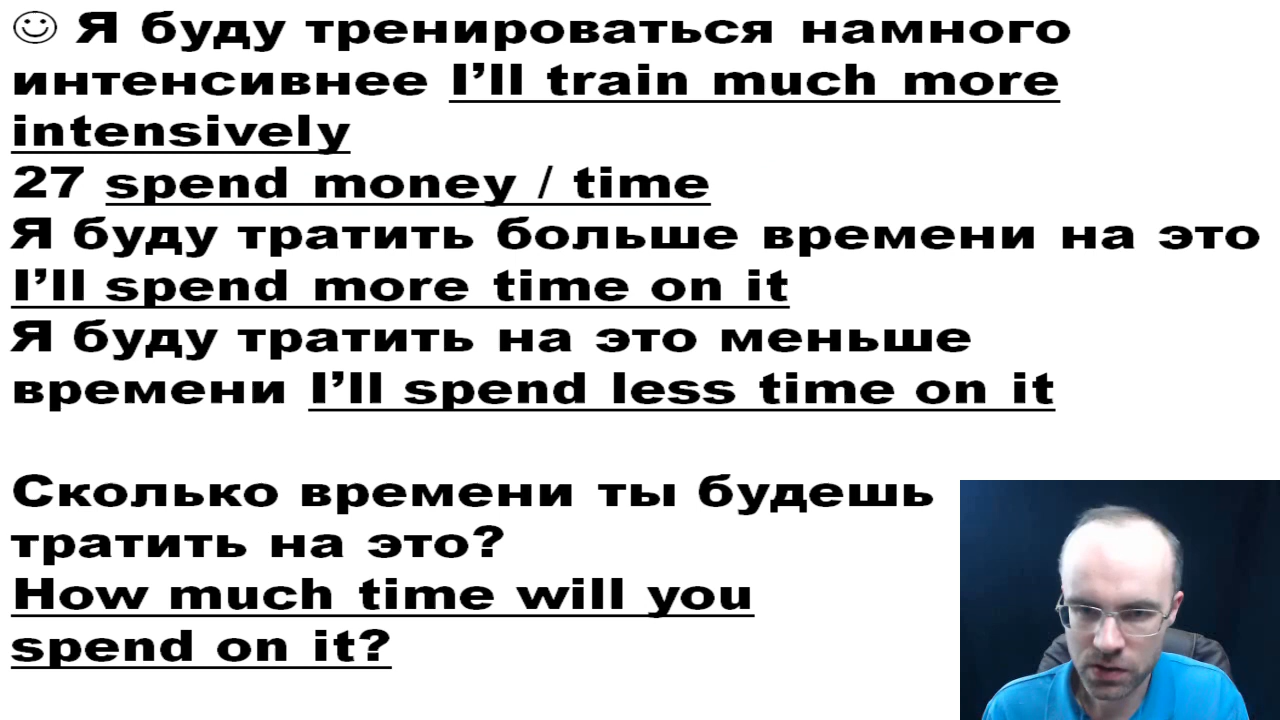 ☺ Я буду тренироваться намного
интенсивнее I’ll train much more
intensively
27 spend money / time
Я буду тратить больше времени на это
I’ll spend more time on it
Я буду тратить на это меньше
времени I’ll spend less time on it
Сколько времени ты будешь
тратить на это?
How much time will you
spend on it?